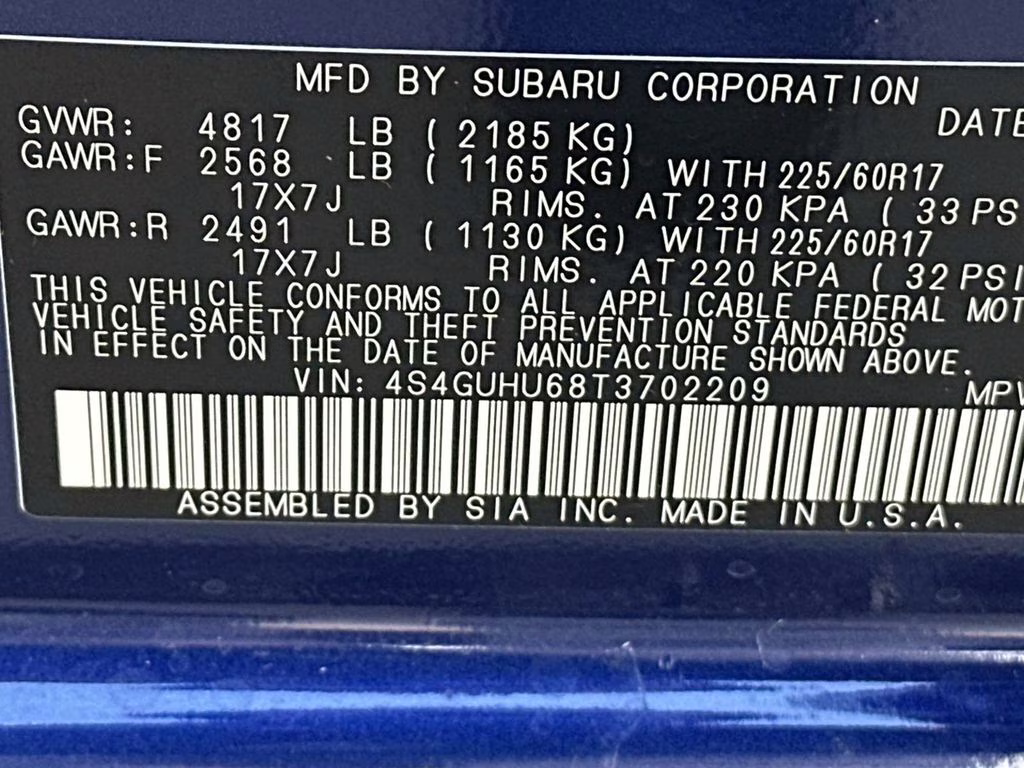 MFD BY SUBARU CORPORATION
DATE
GVWR: 4817 LB ( 2185 KG)
GAWR:F 2568 LB ( 1165 KG) WITH 225/60R17
17X7J RIMS. AT 230 KPA ( 33 PS
GAWR:R 2491 LB ( 1130 KG) WITH 225/60R17
17X7J RIMS. AT 220 KPA ( 32 PSI
THIS VEHICLE CONFORMS TO ALL APPLICABLE FEDERAL MOT
VEHICLE SAFETY AND THEFT PREVENTION STANDARDS
IN EFFECT ON THE DATE OF MANUFACTURE SHOWN ABOVE.
VIN: 4S4GUHU68T3702209 MPV
ASSEMBLED BY SIA INC. MADE IN U.S.A.